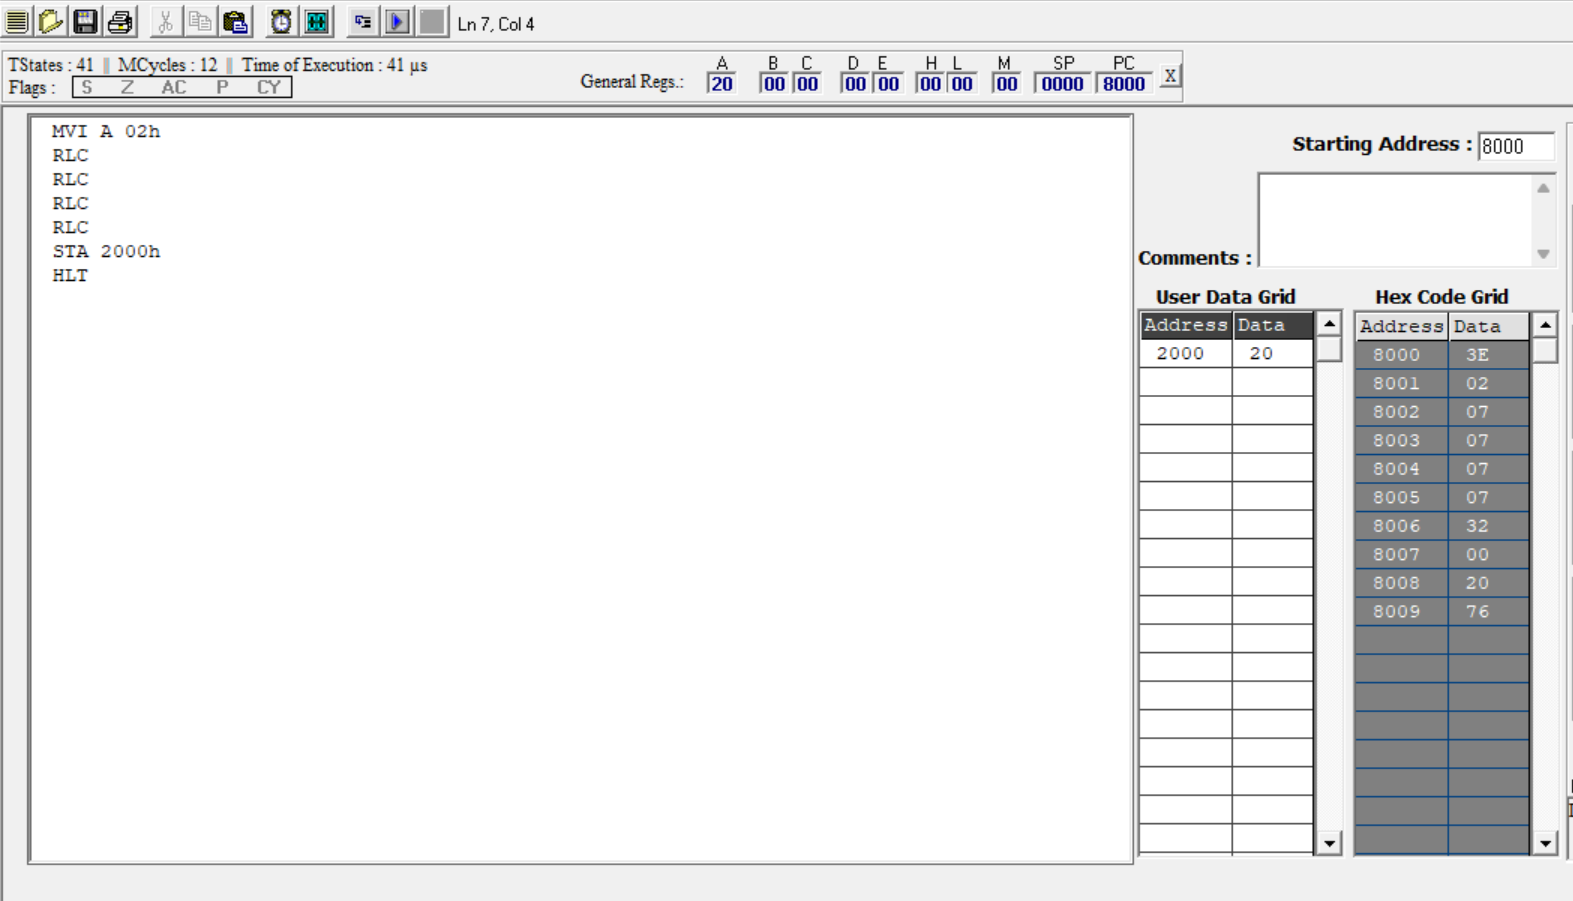 Ln 7, Col 4
TStates : 41 || MCycles : 12 || Time of Execution : 41 µs
Flags : S Z AC P CY
General Regs.:
A B C D E H L M SP PC
20 00 00 00 00 00 00 00 0000 8000 X
MVI A 02h
RLC
RLC
RLC
RLC
STA 2000h
HLT
Starting Address : 8000
Comments :
User Data Grid
Address Data
2000 20
Hex Code Grid
Address Data
8000 3E
8001 02
8002 07
8003 07
8004 07
8005 07
8006 32
8007 00
8008 20
8009 76